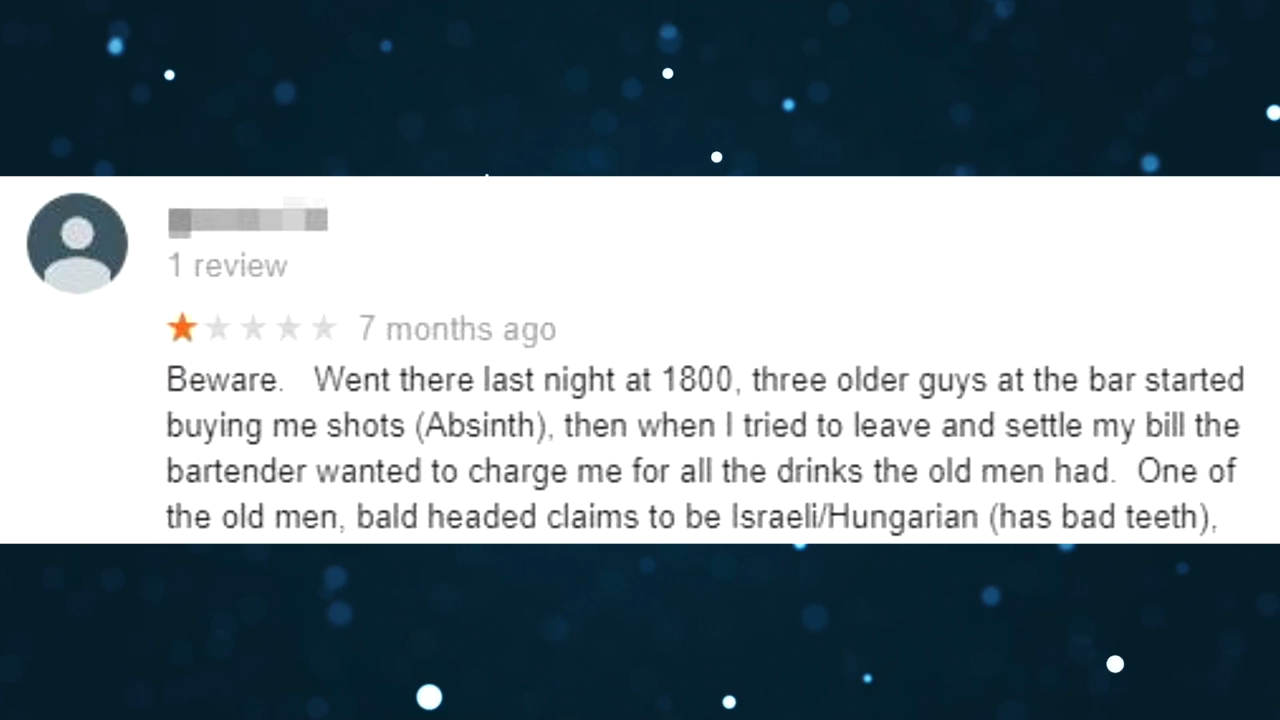 1 review
7 months ago
Beware. Went there last night at 1800, three older guys at the bar started
buying me shots (Absinth), then when I tried to leave and settle my bill the
bartender wanted to charge me for all the drinks the old men had. One of
the old men, bald headed claims to be Israeli/Hungarian (has bad teeth),